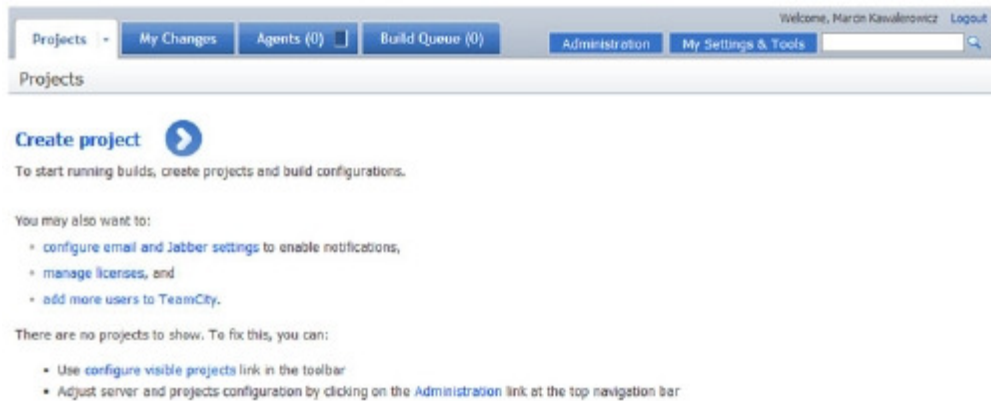 Welcome, Marcin Kawalerowicz Logout
Projects My Changes Agents (0) Build Queue (0) Administration My Settings & Tools
Projects
Create project
To start running builds, create projects and build configurations.
You may also want to:
configure email and Jabber settings to enable notifications,
manage licenses, and
add more users to TeamCity.
There are no projects to show. To fix this, you can:
Use configure visible projects link in the toolbar
Adjust server and projects configuration by clicking on the Administration link at the top navigation bar